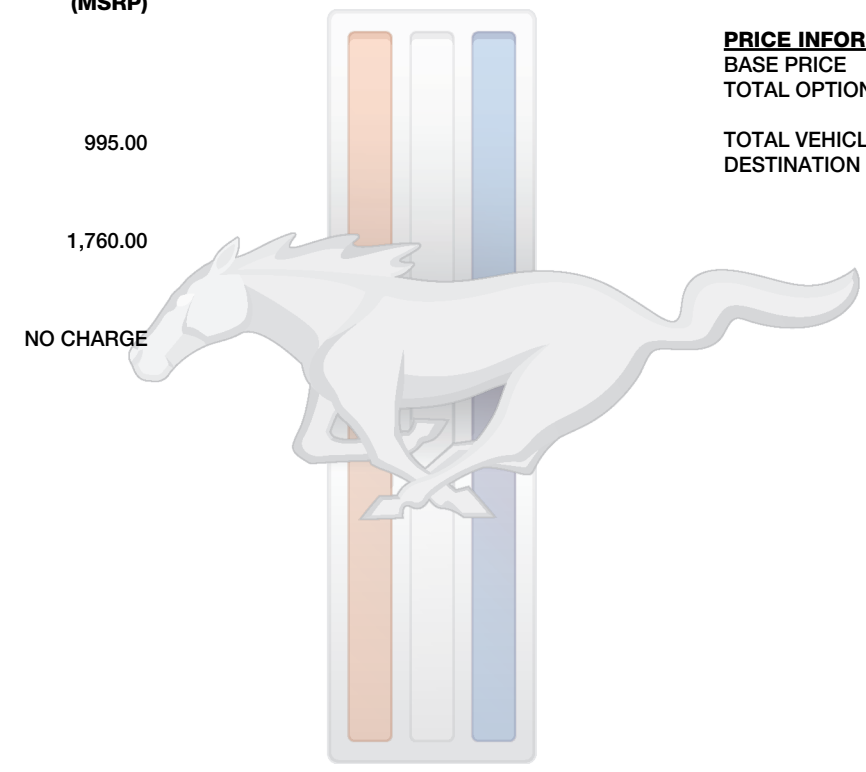 (MSRP)
995.00
1,760.00
NO CHARGE
PRICE INFOR
BASE PRICE
TOTAL OPTION
TOTAL VEHICL
DESTINATION